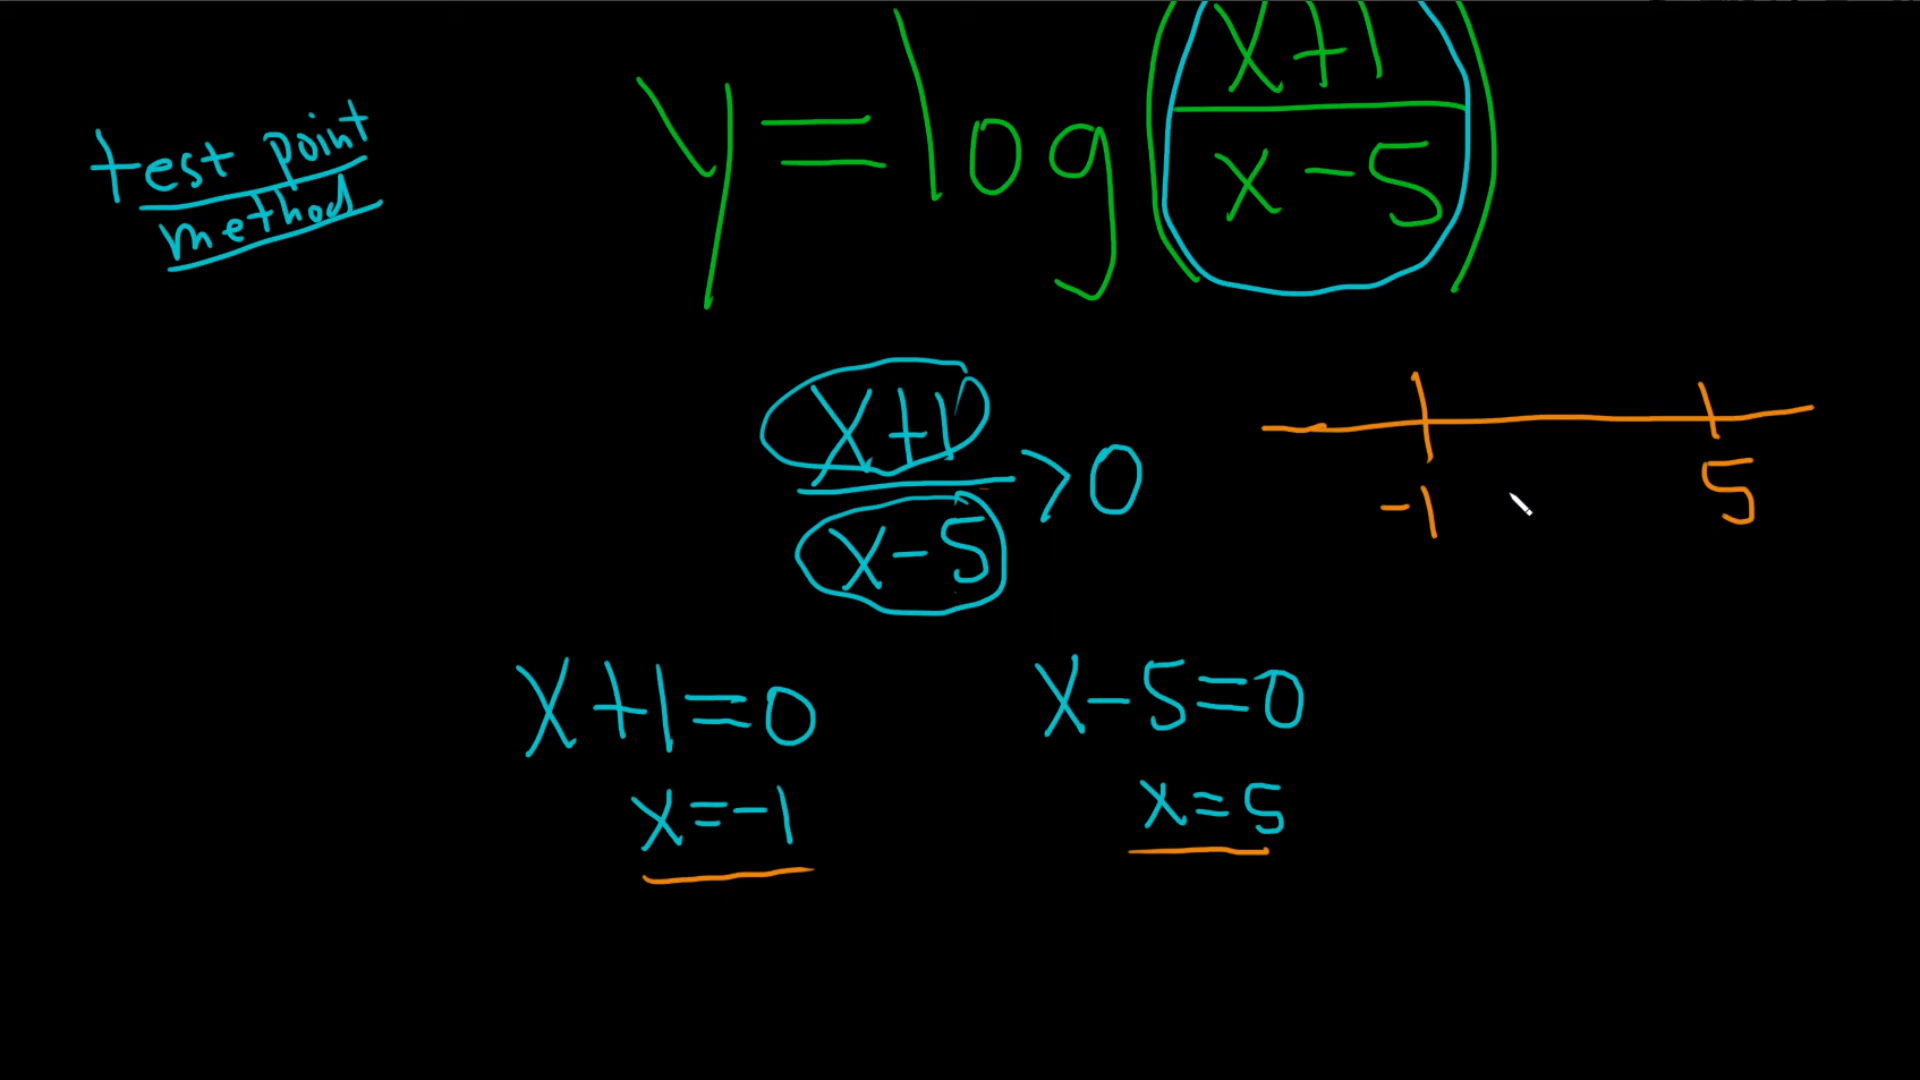 test point
method
y=log(x+1/x-5)
x+1/x-5>0
-1 5
x+1=0 x-5=0
x=-1 x=5